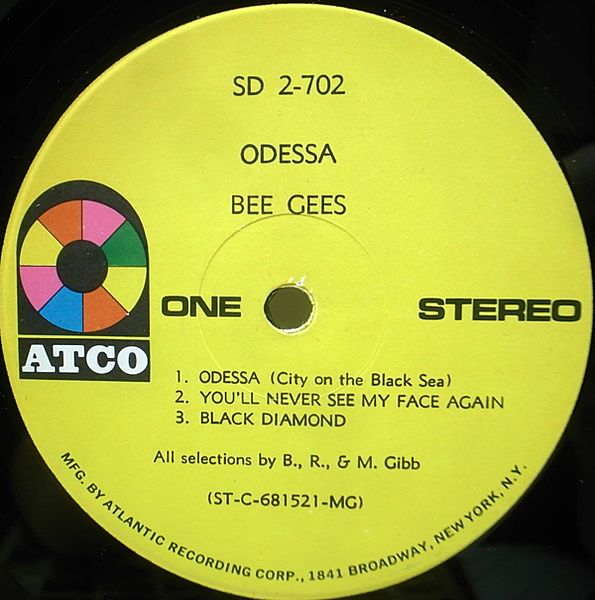 SD 2-702
ODESSA
BEE GEES
ONE STEREO
ATCO
1. ODESSA (City on the Black Sea)
2. YOU'LL NEVER SEE MY FACE AGAIN
3. BLACK DIAMOND
All selections by B., R., & M. Gibb
(ST-C-681521-MG)
MFG. BY ATLANTIC RECORDING CORP., 1841 BROADWAY, NEW YORK, N.Y.